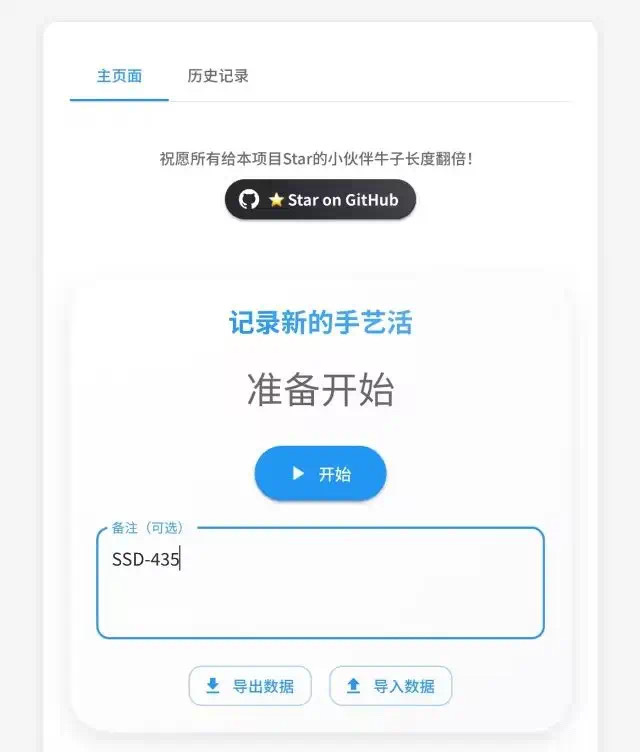 主页面 历史记录
祝愿所有给本项目Star的小伙伴牛子长度翻倍！
⭐ Star on GitHub
记录新的手艺活
准备开始
开始
备注（可选）
SSD-435
导出数据 导入数据